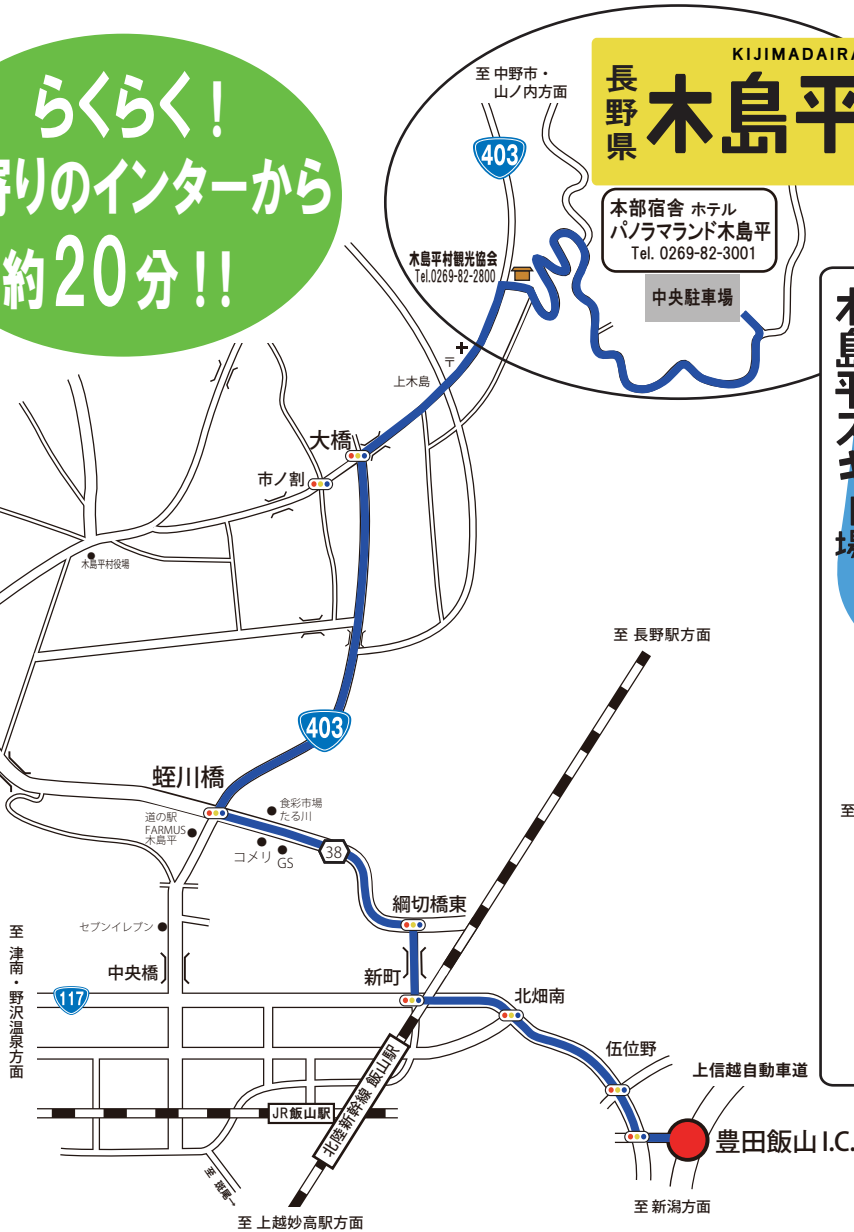 らくらく！
寄りのインターから
約20分!!
至 中野市・
山ノ内方面
403
KIJIMADAIRA
長野県
木島平
本部宿舎 ホテル
パノラマランド木島平
Tel. 0269-82-3001
中央駐車場
木島平村観光協会
Tel.0269-82-2800
〒
上木島
大橋
市ノ割
木島平村役場
至 長野駅方面
403
蛭川橋
道の駅
FARMUS
木島平
食彩市場
たる川
コメリ
GS
38
綱切橋東
セブンイレブン
中央橋
新町
至 津南・野沢温泉方面
117
北畑南
伍位野
上信越自動車道
JR飯山駅
北陸新幹線 飯山駅
豊田飯山 I.C.
至 斑尾→
至 新潟方面
至 上越妙高駅方面
木島平
場
至